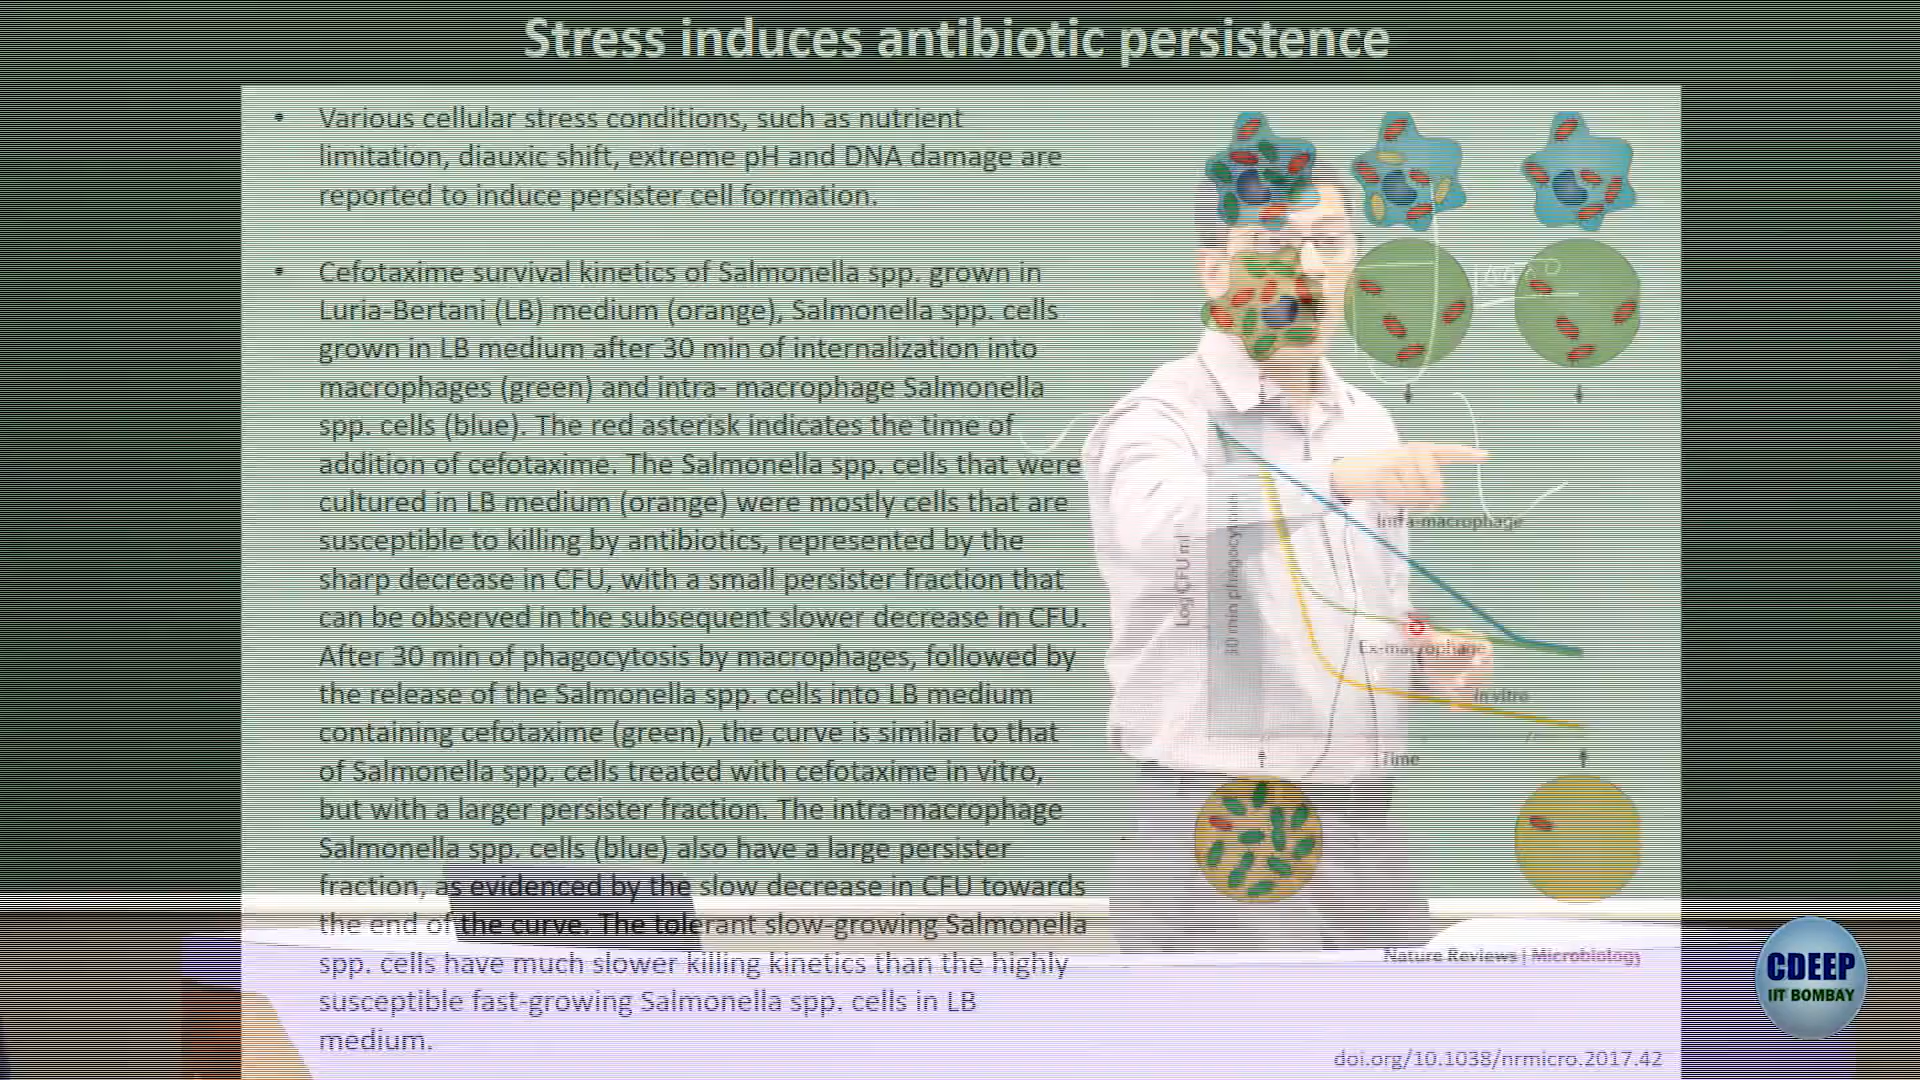 Stress induces antibiotic persistence
• Various cellular stress conditions, such as nutrient
limitation, diauxic shift, extreme pH and DNA damage are
reported to induce persister cell formation.
• Cefotaxime survival kinetics of Salmonella spp. grown in
Luria-Bertani (LB) medium (orange), Salmonella spp. cells
grown in LB medium after 30 min of internalization into
macrophages (green) and intra- macrophage Salmonella
spp. cells (blue). The red asterisk indicates the time of
addition of cefotaxime. The Salmonella spp. cells that were
cultured in LB medium (orange) were mostly cells that are
susceptible to killing by antibiotics, represented by the
sharp decrease in CFU, with a small persister fraction that
can be observed in the subsequent slower decrease in CFU.
After 30 min of phagocytosis by macrophages, followed by
the release of the Salmonella spp. cells into LB medium
containing cefotaxime (green), the curve is similar to that
of Salmonella spp. cells treated with cefotaxime in vitro,
but with a larger persister fraction. The intra-macrophage
Salmonella spp. cells (blue) also have a large persister
fraction, as evidenced by the slow decrease in CFU towards
the end of the curve. The tolerant slow-growing Salmonella
spp. cells have much slower killing kinetics than the highly
susceptible fast-growing Salmonella spp. cells in LB
medium.
Log CFU ml
30 min phagocytosis
Intra-macrophage
Ex-macrophage
In vitro
Time
Nature Reviews | Microbiology
doi.org/10.1038/nrmicro.2017.42
CDEEP
IIT BOMBAY